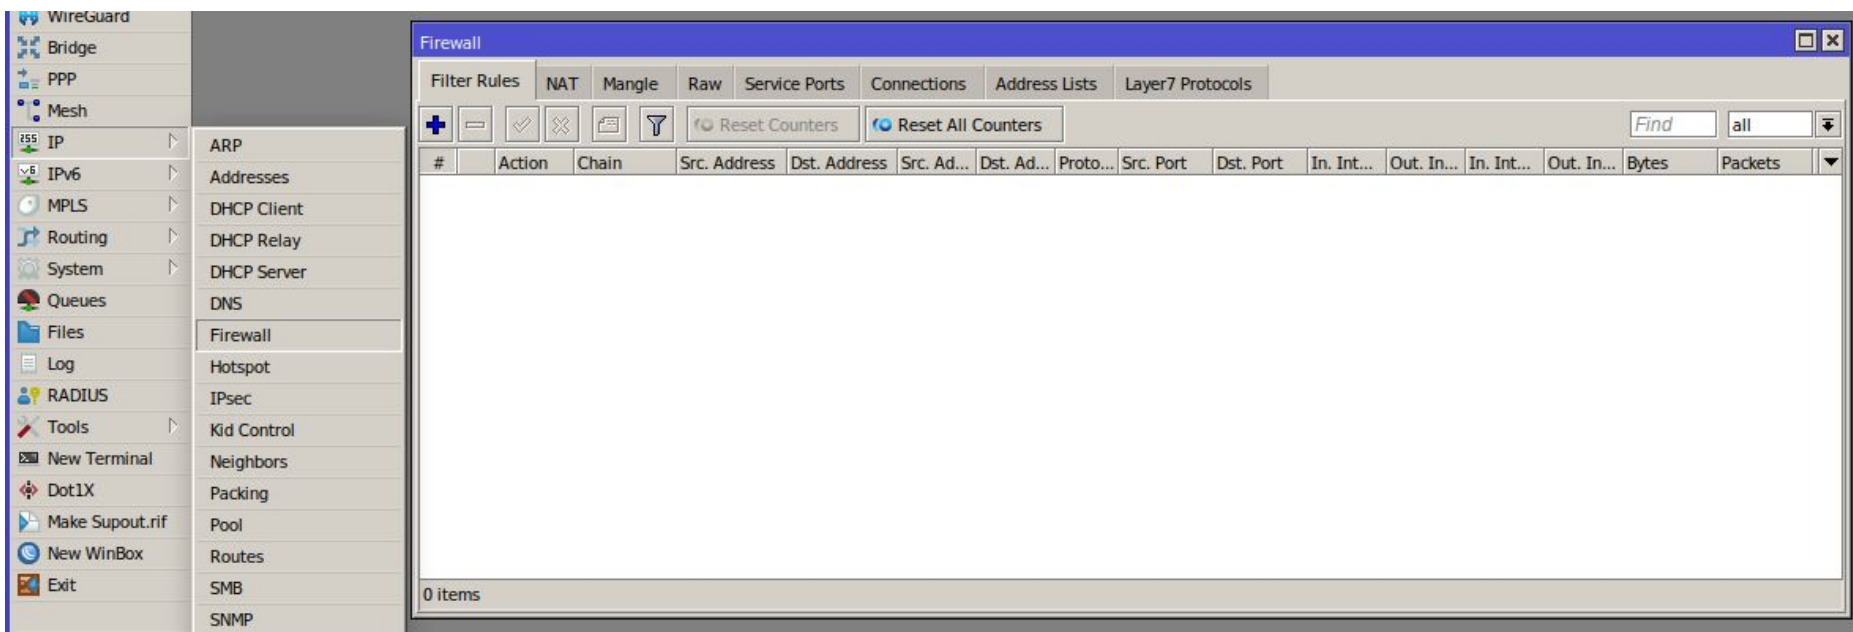 WireGuard
Bridge
PPP
Mesh
255 IP
v6 IPv6
MPLS
Routing
System
Queues
Files
Log
RADIUS
Tools
New Terminal
Dot1X
Make Supout.rif
New WinBox
Exit
ARP
Addresses
DHCP Client
DHCP Relay
DHCP Server
DNS
Firewall
Hotspot
IPsec
Kid Control
Neighbors
Packing
Pool
Routes
SMB
SNMP
Firewall
Filter Rules NAT Mangle Raw Service Ports Connections Address Lists Layer7 Protocols
Reset Counters Reset All Counters Find all
# Action Chain Src. Address Dst. Address Src. Ad... Dst. Ad... Proto... Src. Port Dst. Port In. Int... Out. In... In. Int... Out. In... Bytes Packets
0 items